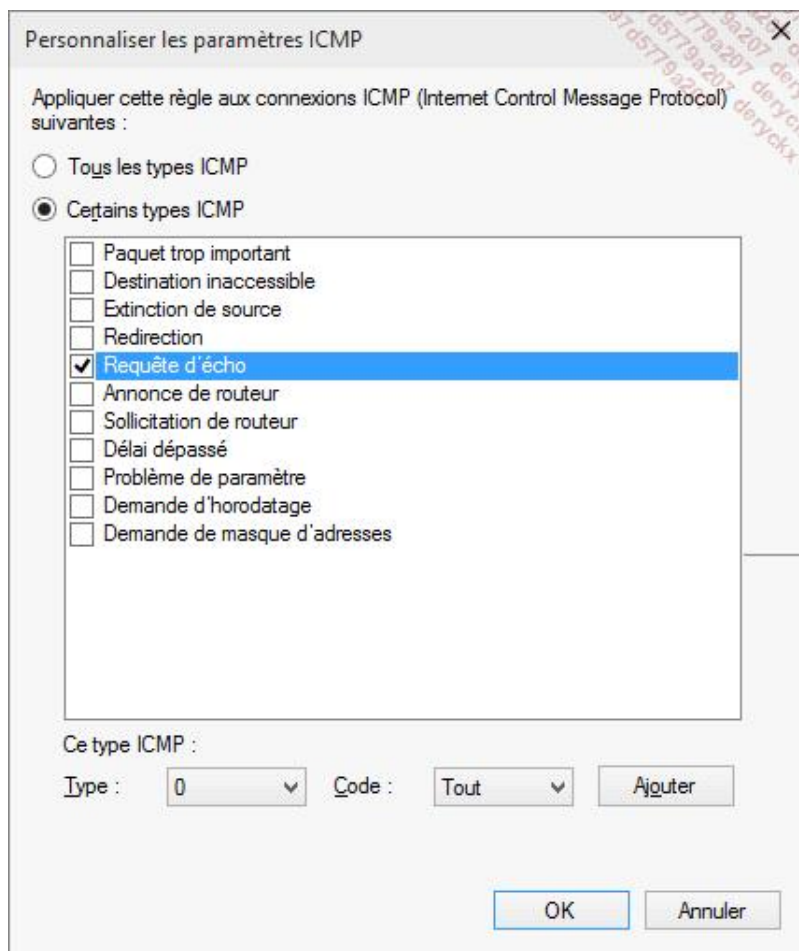 Personnaliser les paramètres ICMP
Appliquer cette règle aux connexions ICMP (Internet Control Message Protocol)
suivantes :
Tous les types ICMP
Certains types ICMP
Paquet trop important
Destination inaccessible
Extinction de source
Redirection
Requête d'écho
Annonce de routeur
Sollicitation de routeur
Délai dépassé
Problème de paramètre
Demande d'horodatage
Demande de masque d'adresses
Ce type ICMP :
Type : 0 Code : Tout Ajouter
OK Annuler